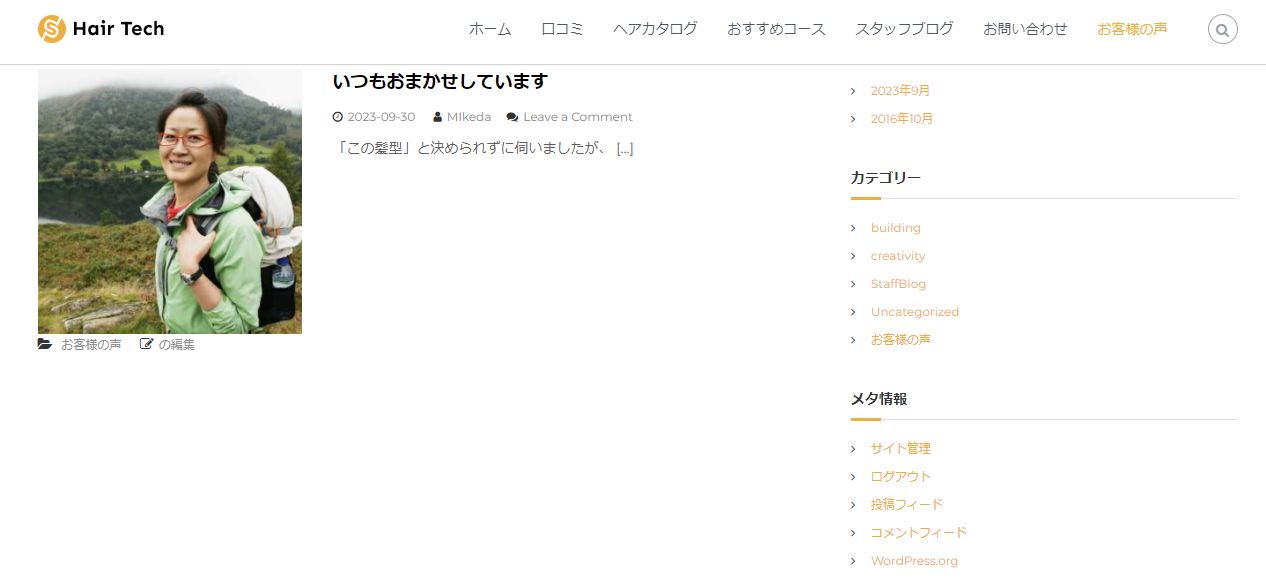 Hair Tech
ホーム 口コミ ヘアカタログ おすすめコース スタッフブログ お問い合わせ お客様の声
いつもおまかせしています
2023-09-30 MIkeda Leave a Comment
「この髪型」と決められずに伺いましたが、 [...]
お客様の声 の編集
2023年9月
2016年10月
カテゴリー
building
creativity
StaffBlog
Uncategorized
お客様の声
メタ情報
サイト管理
ログアウト
投稿フィード
コメントフィード
WordPress.org